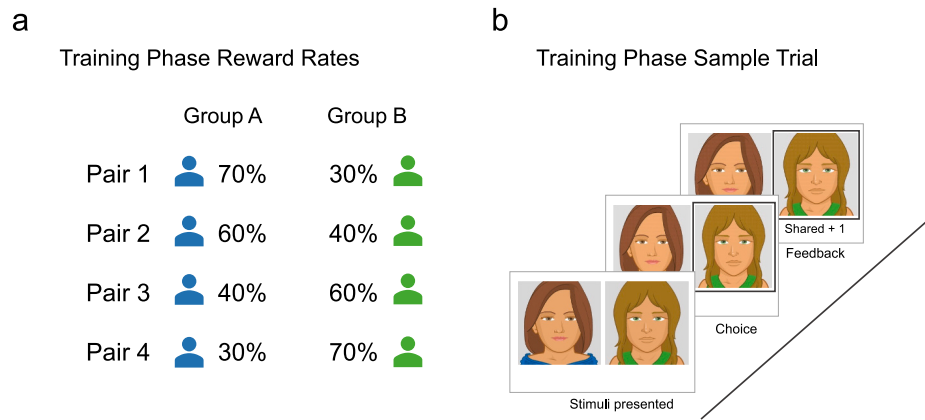 a
Training Phase Reward Rates
Group A Group B
Pair 1 70% 30%
Pair 2 60% 40%
Pair 3 40% 60%
Pair 4 30% 70%
b
Training Phase Sample Trial
Shared + 1
Feedback
Choice
Stimuli presented